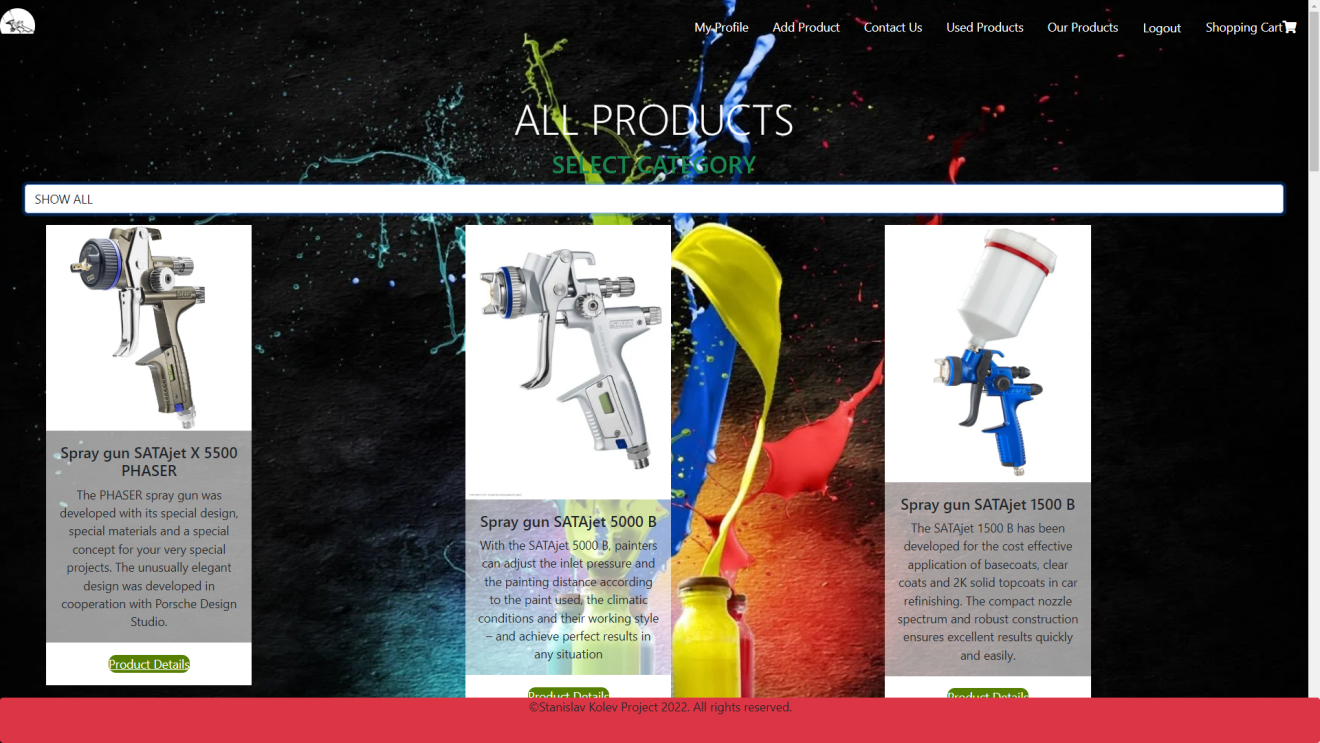 My Profile Add Product Contact Us Used Products Our Products Logout Shopping Cart
ALL PRODUCTS
SELECT CATEGORY
SHOW ALL
Spray gun SATAjet X 5500
PHASER
The PHASER spray gun was
developed with its special design,
special materials and a special
concept for your very special
projects. The unusually elegant
design was developed in
cooperation with Porsche Design
Studio.
Product Details
Spray gun SATAjet 5000 B
With the SATAjet 5000 B, painters
can adjust the inlet pressure and
the painting distance according
to the paint used, the climatic
conditions and their working style
– and achieve perfect results in
any situation
Product Details
Spray gun SATAjet 1500 B
The SATAjet 1500 B has been
developed for the cost effective
application of basecoats, clear
coats and 2K solid topcoats in car
refinishing. The compact nozzle
spectrum and robust construction
ensures excellent results quickly
and easily.
Product Details
©Stanislav Kolev Project 2022. All rights reserved.